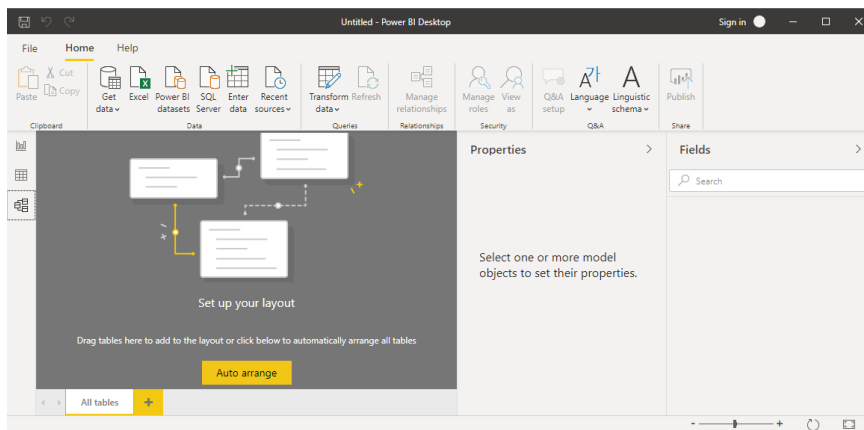 Untitled - Power BI Desktop
Sign in
File Home Help
Paste
Cut
Copy
Clipboard
Get data
Excel
Power BI datasets
SQL Server
Enter data
Recent sources
Data
Transform data
Refresh
Queries
Manage relationships
Relationships
Manage roles
View as
Security
Q&A setup
가
Language
A
Linguistic schema
Q&A
Publish
Share
Properties
Fields
Search
Select one or more model
objects to set their properties.
Set up your layout
Drag tables here to add to the layout or click below to automatically arrange all tables
Auto arrange
All tables +
- +